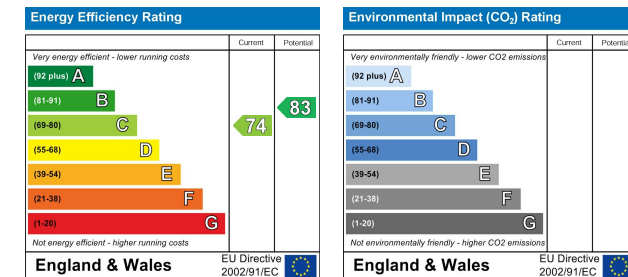 Energy Efficiency Rating
Current Potential
Very energy efficient - lower running costs
(92 plus) A
(81-91) B
(69-80) C
(55-68) D
(39-54) E
(21-38) F
(1-20) G
74
83
Not energy efficient - higher running costs
England & Wales
EU Directive
2002/91/EC
Environmental Impact (CO₂) Rating
Current Potentia
Very environmentally friendly - lower CO2 emissions
(92 plus) A
(81-91) B
(69-80) C
(55-68) D
(39-54) E
(21-38) F
(1-20) G
Not environmentally friendly - higher CO2 emissions
England & Wales
EU Directive
2002/91/EC